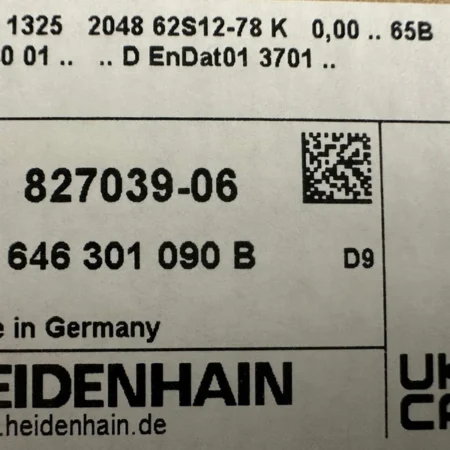 1325 2048 62S12-78 K 0,00 .. 65B
0 01 .. .. D EnDat01 3701 ..
827039-06
646 301 090 B D9
e in Germany
EIDENHAIN
.heidenhain.de
UK
CA